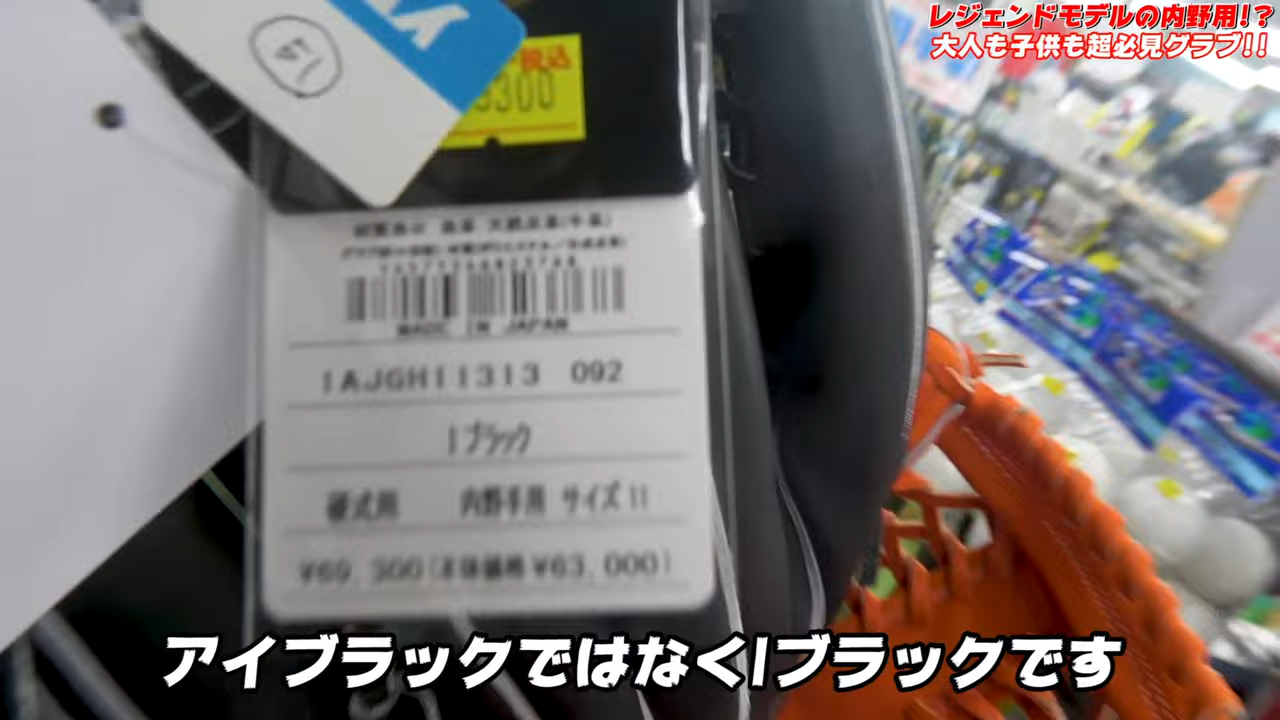 レジェンドモデルの内野用!?
大人も子供も超必見グラブ!!
税込
3300
MADE IN JAPAN
1AJGH11313 092
Iブラック
硬式用 内野手用 サイズ11
¥69,300(本体価格¥63,000)
アイブラックではなくIブラックです